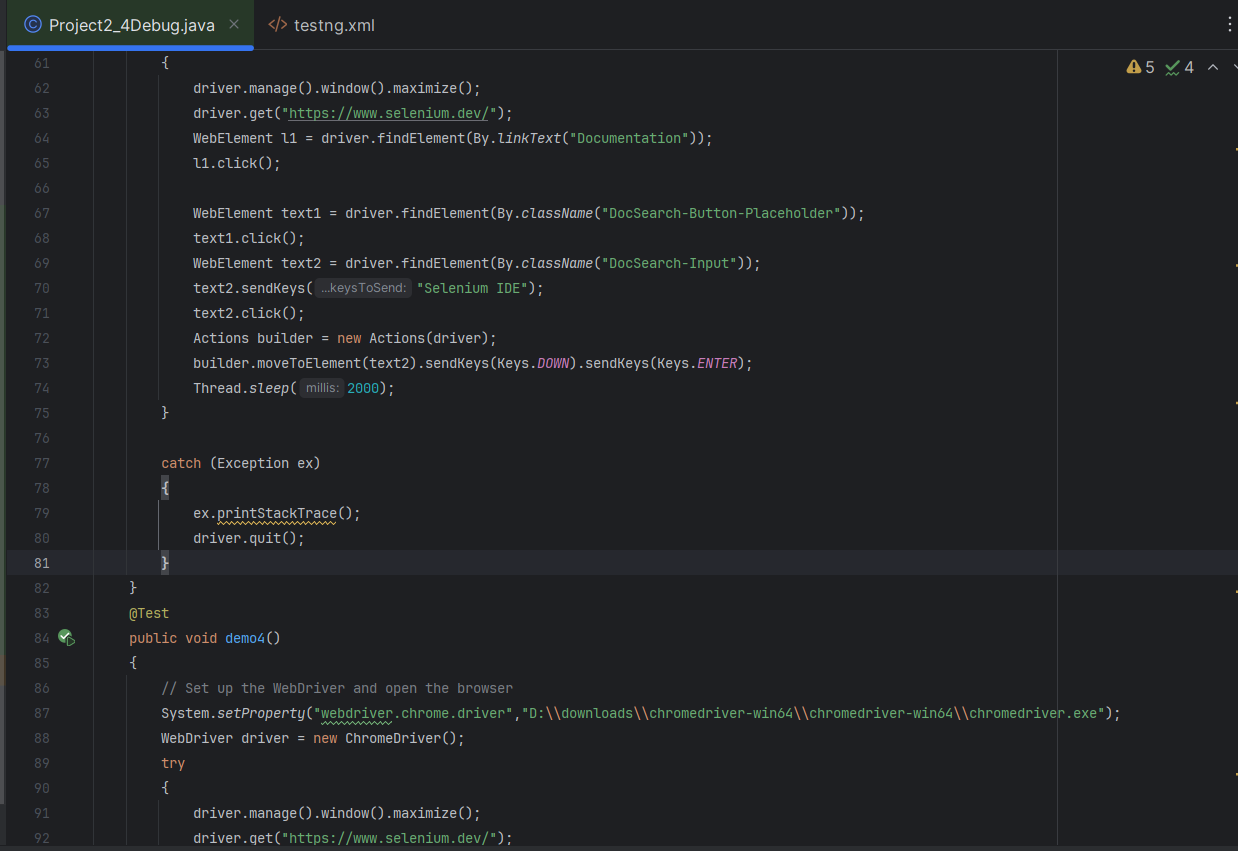 Project2_4Debug.java
testng.xml
5 4
61 {
62 driver.manage().window().maximize();
63 driver.get("https://www.selenium.dev/");
64 WebElement l1 = driver.findElement(By.linkText("Documentation"));
65 l1.click();
66
67 WebElement text1 = driver.findElement(By.className("DocSearch-Button-Placeholder"));
68 text1.click();
69 WebElement text2 = driver.findElement(By.className("DocSearch-Input"));
70 text2.sendKeys( ...keysToSend: "Selenium IDE");
71 text2.click();
72 Actions builder = new Actions(driver);
73 builder.moveToElement(text2).sendKeys(Keys.DOWN).sendKeys(Keys.ENTER);
74 Thread.sleep( millis: 2000);
75 }
76
77 catch (Exception ex)
78 {
79 ex.printStackTrace();
80 driver.quit();
81 }
82 }
83 @Test
84 public void demo4()
85 {
86 // Set up the WebDriver and open the browser
87 System.setProperty("webdriver.chrome.driver","D:\\downloads\\chromedriver-win64\\chromedriver-win64\\chromedriver.exe");
88 WebDriver driver = new ChromeDriver();
89 try
90 {
91 driver.manage().window().maximize();
92 driver.get("https://www.selenium.dev/");